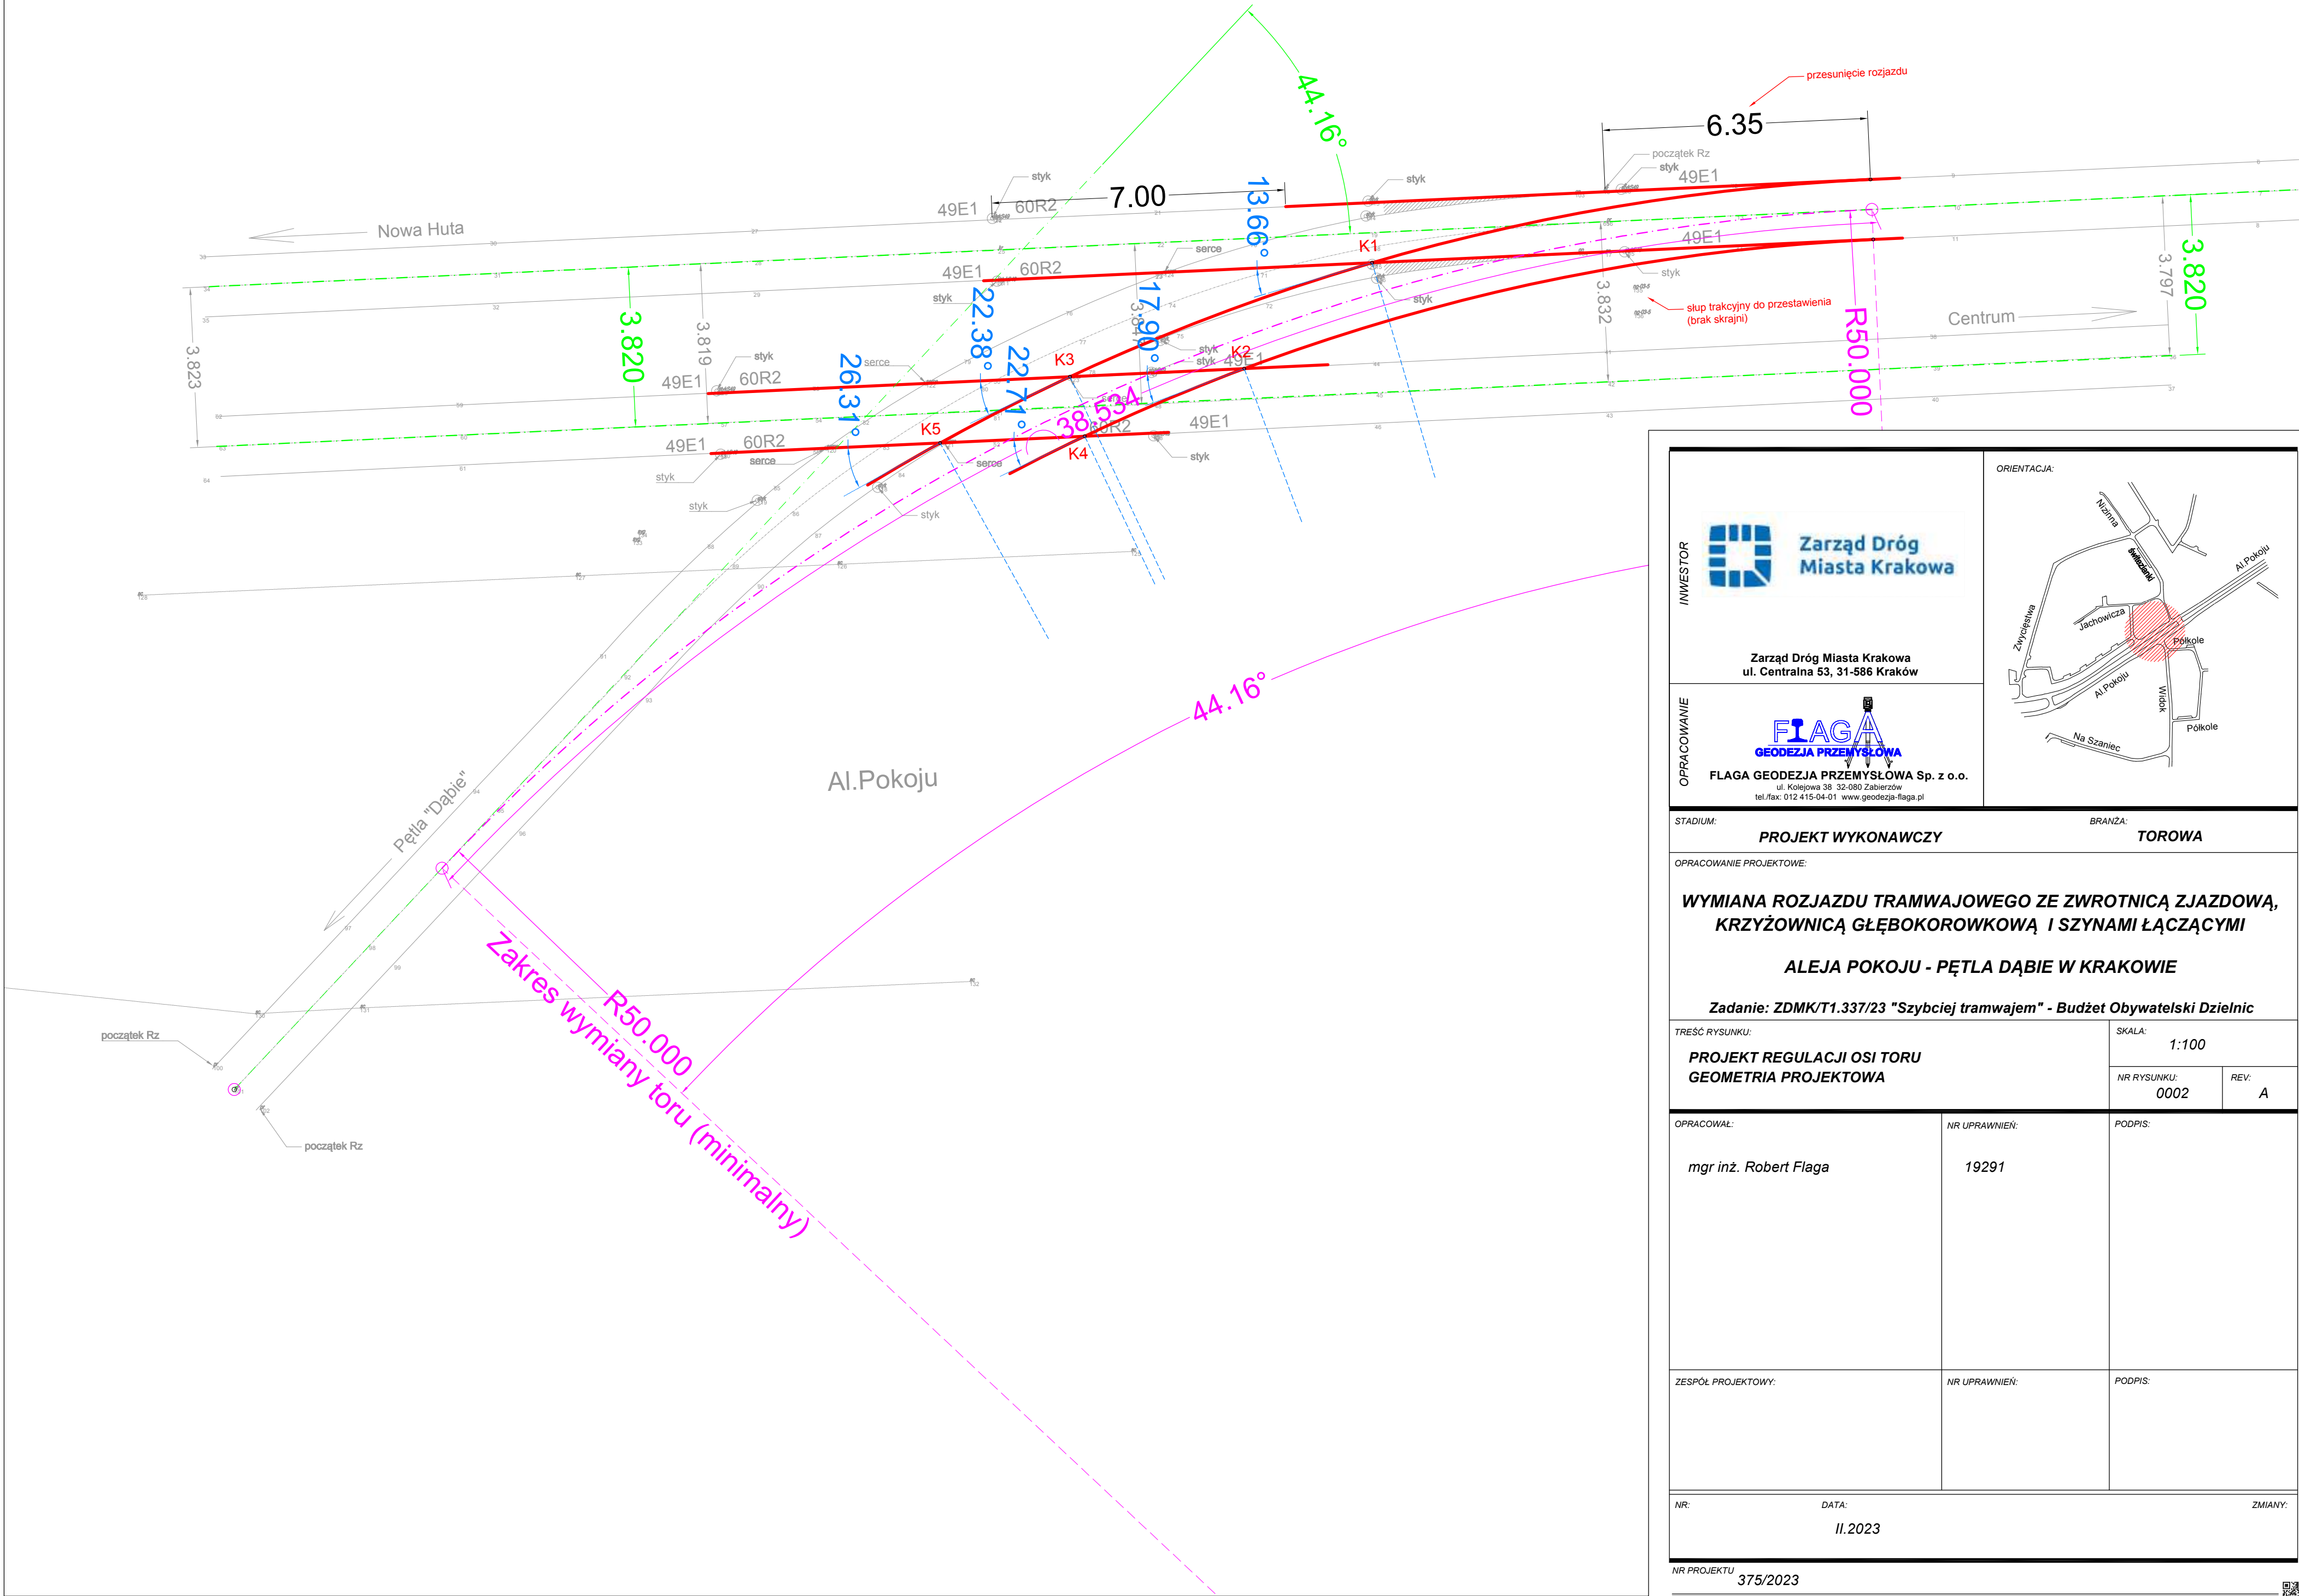 przesunięcie rozjazdu
44.16°
6.35
początek Rz
styk
49E1
styk
styk
7.00
13.66°
49E1
60R2
Nowa Huta
K1
serce
49E1
49E1
60R2
styk
styk
styk
22.38°
17.90°
3.820
3.819
3.823
3.832
3.797
3.820
słup trakcyjny do przestawienia
(brak skrajni)
Centrum
R50.000
styk
49E1
60R2
serce
26.31°
22.71°
K3
styk
styk
49E1
K2
38.534
K5
K4
60R2
49E1
49E1
60R2
serce
serce
styk
styk
styk
styk
44.16°
Al.Pokoju
Pętla "Dąbie"
R50.000
Zakres wymiany toru (minimalny)
początek Rz
początek Rz
INWESTOR
Zarząd Dróg
Miasta Krakowa
Zarząd Dróg Miasta Krakowa
ul. Centralna 53, 31-586 Kraków
ORIENTACJA:
Nizinna
Świtezianki
Al.Pokoju
Zwycięstwa
Jachowicza
Półkole
Al.Pokoju
Widok
Półkole
Na Szaniec
OPRACOWANIE
FLAGA
GEODEZJA PRZEMYSŁOWA
FLAGA GEODEZJA PRZEMYSŁOWA Sp. z o.o.
ul. Kolejowa 38 32-080 Zabierzów
tel./fax: 012 415-04-01 www.geodezja-flaga.pl
STADIUM:
PROJEKT WYKONAWCZY
BRANŻA:
TOROWA
OPRACOWANIE PROJEKTOWE:
WYMIANA ROZJAZDU TRAMWAJOWEGO ZE ZWROTNICĄ ZJAZDOWĄ,
KRZYŻOWNICĄ GŁĘBOKOROWKOWĄ I SZYNAMI ŁĄCZĄCYMI
ALEJA POKOJU - PĘTLA DĄBIE W KRAKOWIE
Zadanie: ZDMK/T1.337/23 "Szybciej tramwajem" - Budżet Obywatelski Dzielnic
TREŚĆ RYSUNKU:
PROJEKT REGULACJI OSI TORU
GEOMETRIA PROJEKTOWA
SKALA:
1:100
NR RYSUNKU:
0002
REV:
A
OPRACOWAŁ:
mgr inż. Robert Flaga
NR UPRAWNIEŃ:
19291
PODPIS:
ZESPÓŁ PROJEKTOWY:
NR UPRAWNIEŃ:
PODPIS:
NR:
DATA:
II.2023
ZMIANY:
NR PROJEKTU
375/2023